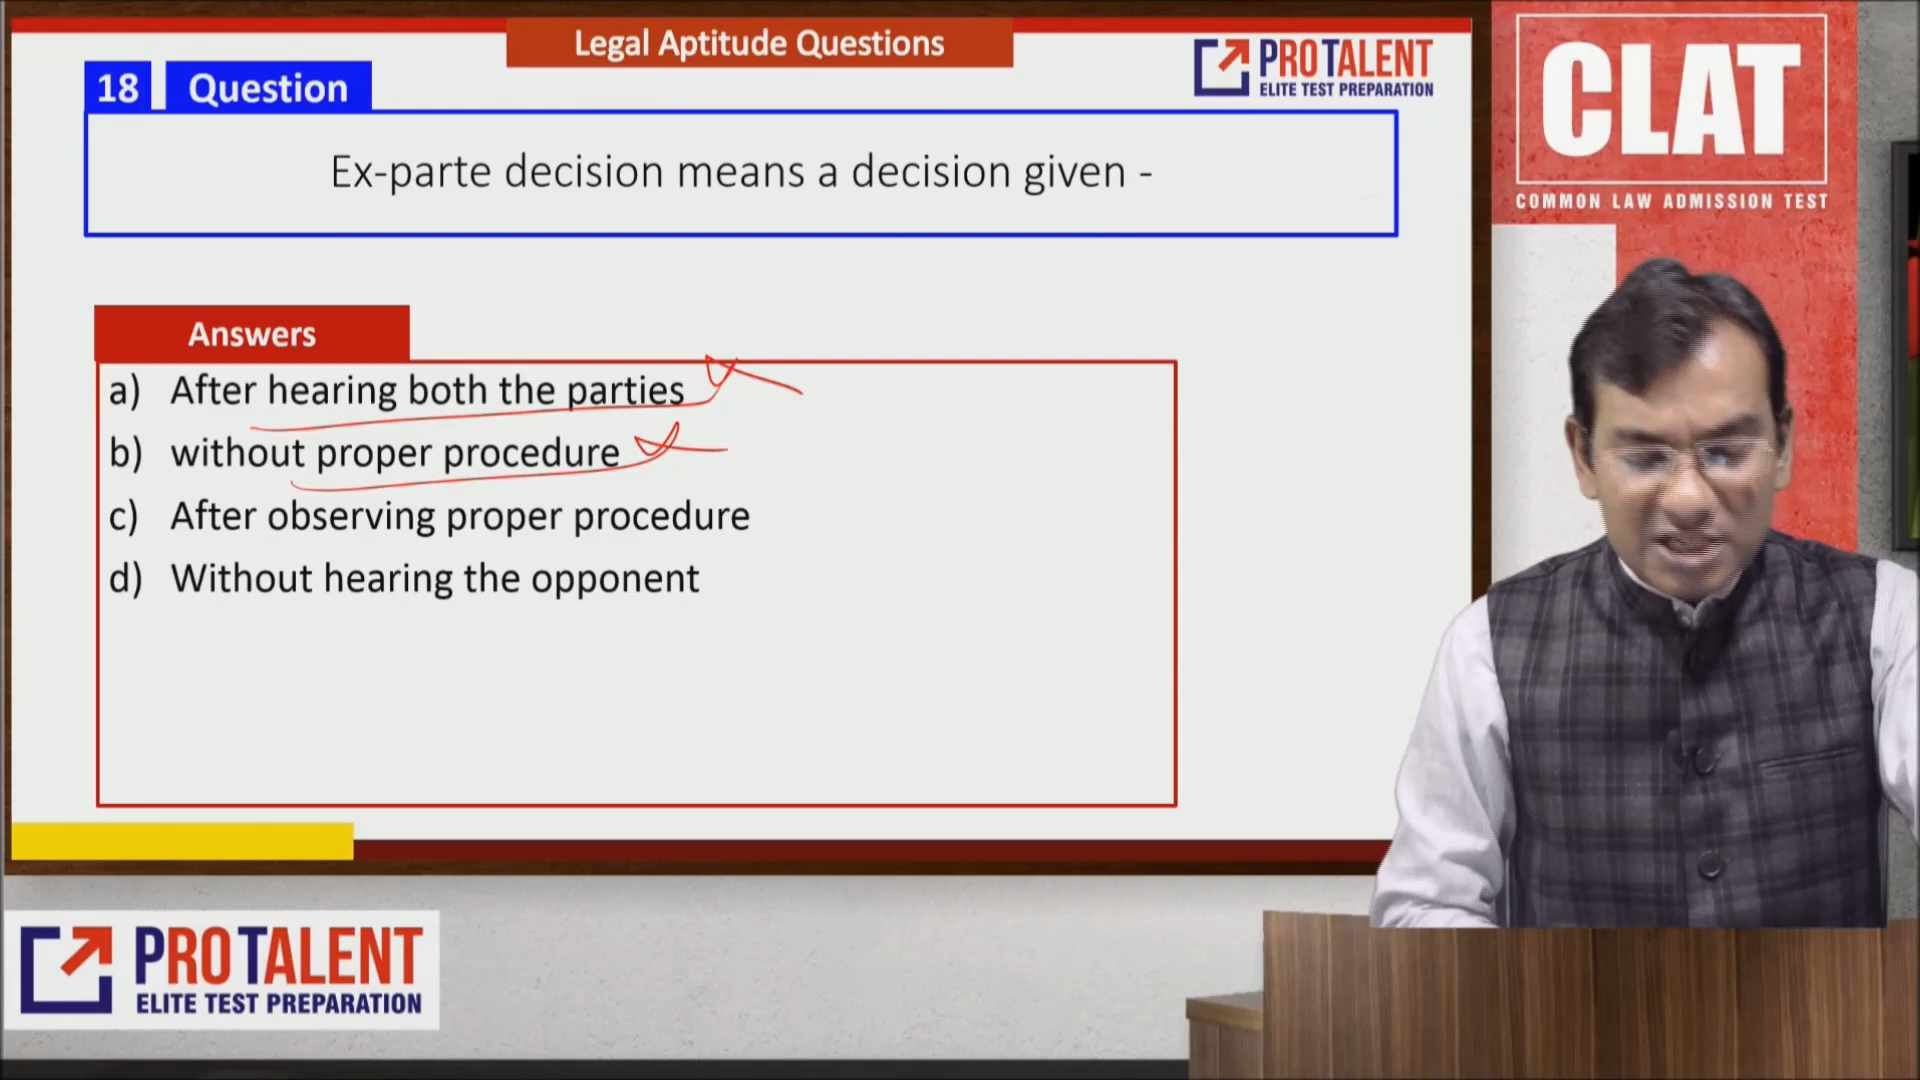 Legal Aptitude Questions
PROTALENT
ELITE TEST PREPARATION
18 Question
Ex-parte decision means a decision given -
Answers
a) After hearing both the parties
b) without proper procedure
c) After observing proper procedure
d) Without hearing the opponent
CLAT
COMMON LAW ADMISSION TEST
PROTALENT
ELITE TEST PREPARATION